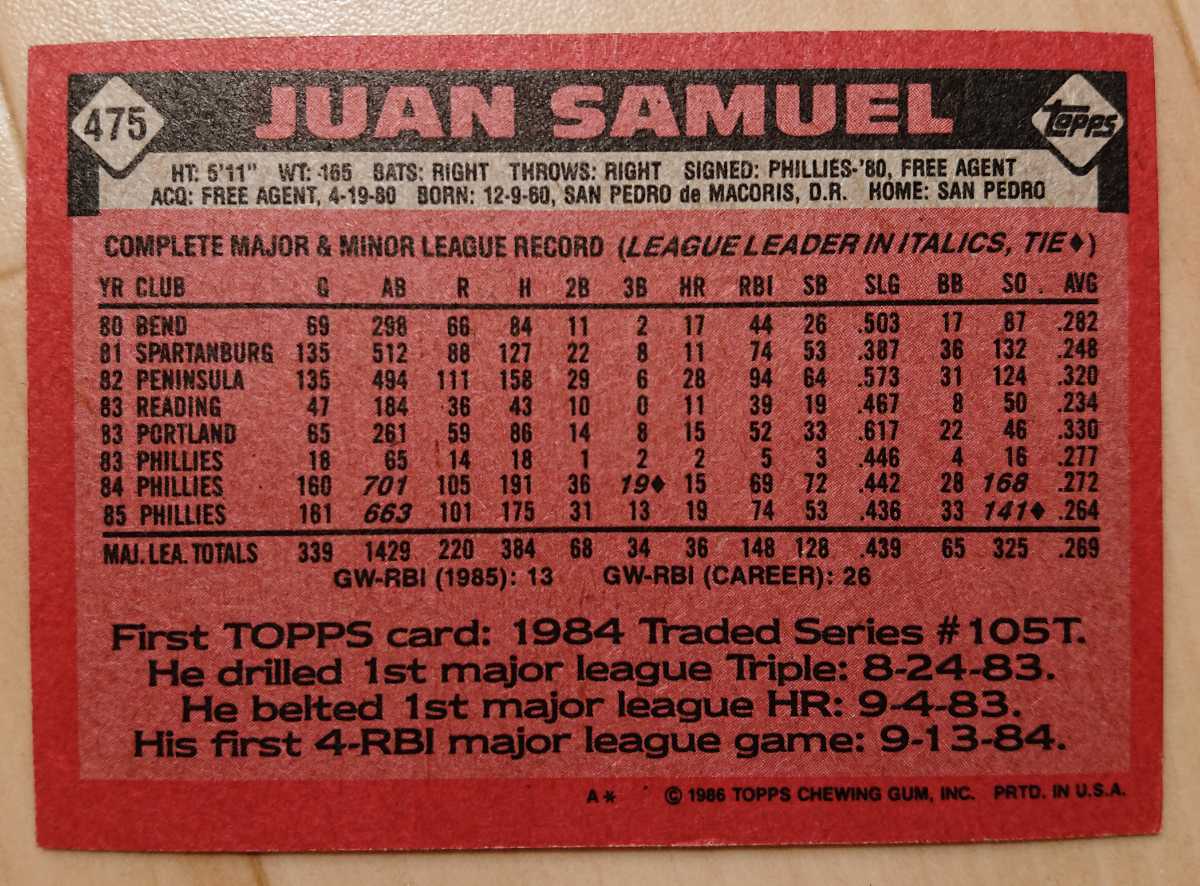 475 JUAN SAMUEL Topps
HT: 5'11" WT: 165 BATS: RIGHT THROWS: RIGHT SIGNED: PHILLIES-'80, FREE AGENT
ACQ: FREE AGENT, 4-19-80 BORN: 12-9-60, SAN PEDRO de MACORIS, D.R. HOME: SAN PEDRO
COMPLETE MAJOR & MINOR LEAGUE RECORD (LEAGUE LEADER IN ITALICS, TIE♦)
YR CLUB G AB R H 2B 3B HR RBI SB SLG BB SO AVG
80 BEND 69 298 66 84 11 2 17 44 26 .503 17 87 .282
81 SPARTANBURG 135 512 88 127 22 8 11 74 53 .387 36 132 .248
82 PENINSULA 135 494 111 158 29 6 28 94 64 .573 31 124 .320
83 READING 47 184 36 43 10 0 11 39 19 .467 8 50 .234
83 PORTLAND 65 261 59 86 14 8 15 52 33 .617 22 46 .330
83 PHILLIES 18 65 14 18 1 2 2 5 3 .446 4 16 .277
84 PHILLIES 160 701 105 191 36 19♦ 15 69 72 .442 28 168 .272
85 PHILLIES 161 663 101 175 31 13 19 74 53 .436 33 141♦ .264
MAJ. LEA. TOTALS 339 1429 220 384 68 34 36 148 128 .439 65 325 .269
GW-RBI (1985): 13 GW-RBI (CAREER): 26
First TOPPS card: 1984 Traded Series #105T.
He drilled 1st major league Triple: 8-24-83.
He belted 1st major league HR: 9-4-83.
His first 4-RBI major league game: 9-13-84.
A* © 1986 TOPPS CHEWING GUM, INC. PRTD. IN U.S.A.